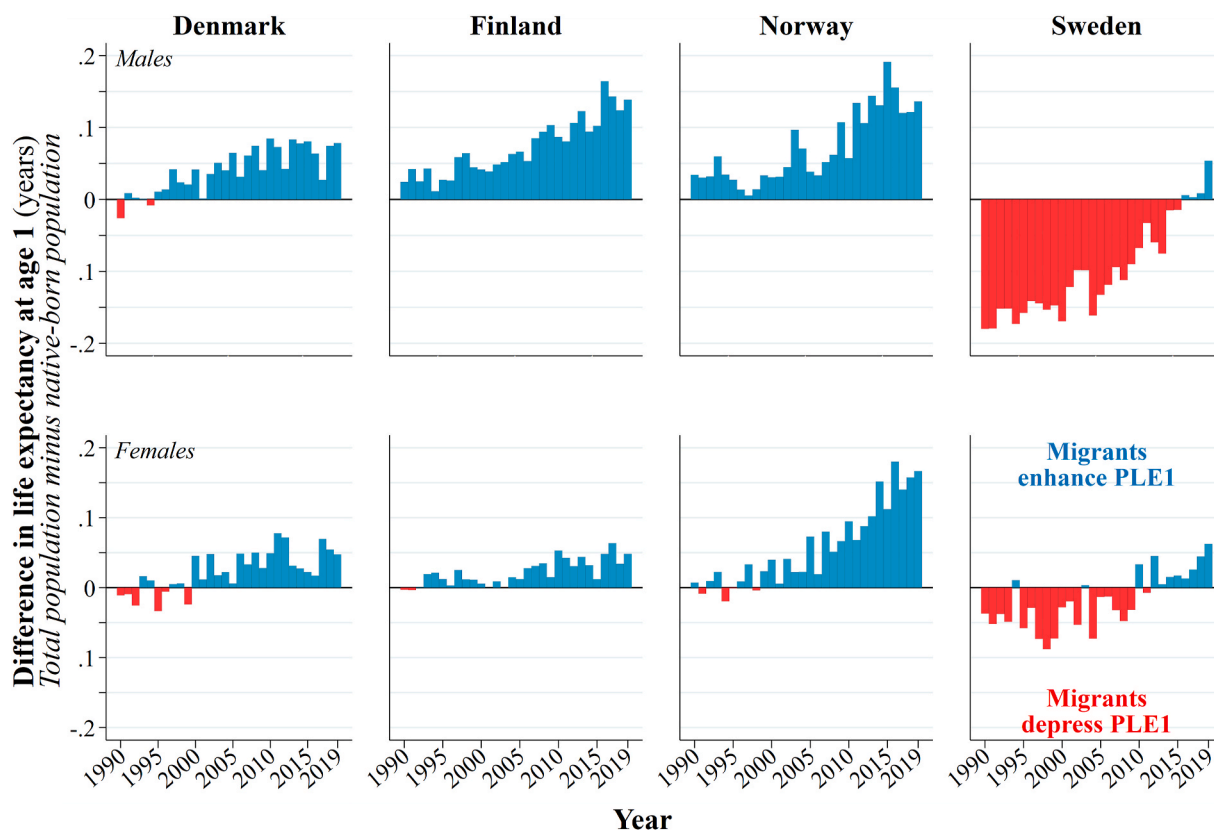 Denmark
Finland
Norway
Sweden
Difference in life expectancy at age 1 (years)
Total population minus native-born population
Males
.2
.1
0
.1
-.2
Females
.2
.1
0
.1
-.2
Migrants
enhance PLE1
Migrants
depress PLE1
1990 1995 2000 2005 2010 2015 2019
1990 1995 2000 2005 2010 2015 2019
1990 1995 2000 2005 2010 2015 2019
1990 1995 2000 2005 2010 2015 2019
Year